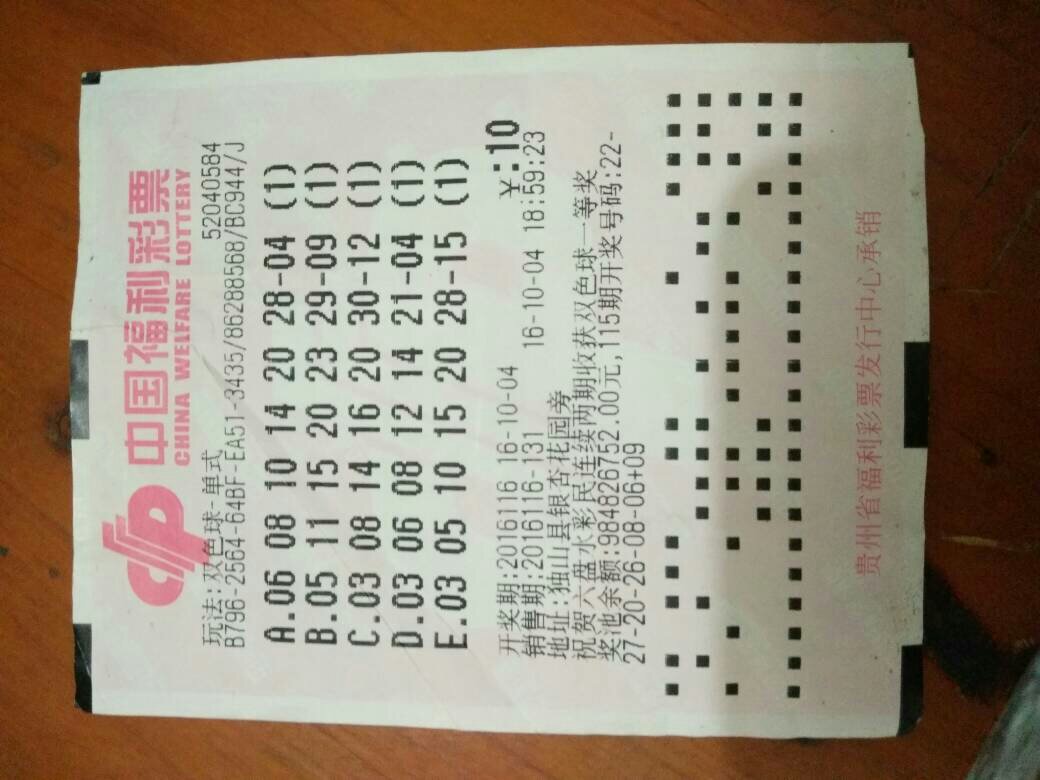 中国福利彩票
CHINA WELFARE LOTTERY
玩法:双色球-单式 52040584
B796-2564-64BF-EA51-3435/86288568/BC944/J
A.06 08 10 14 20 28-04 (1)
B.05 11 15 20 23 29-09 (1)
C.03 08 14 16 20 30-12 (1)
D.03 06 08 12 14 21-04 (1)
E.03 05 10 15 20 28-15 (1)
¥:10
开奖期:2016116 16-10-04
销售期:2016116-131 16-10-04 18:59:23
地址:独山县银杏花园旁
祝贺六盘水彩民连续两期收获双色球一等奖
奖池余额:984826752.00元,115期开奖号码:22-
27-20-26-08-06+09
贵州省福利彩票发行中心承销